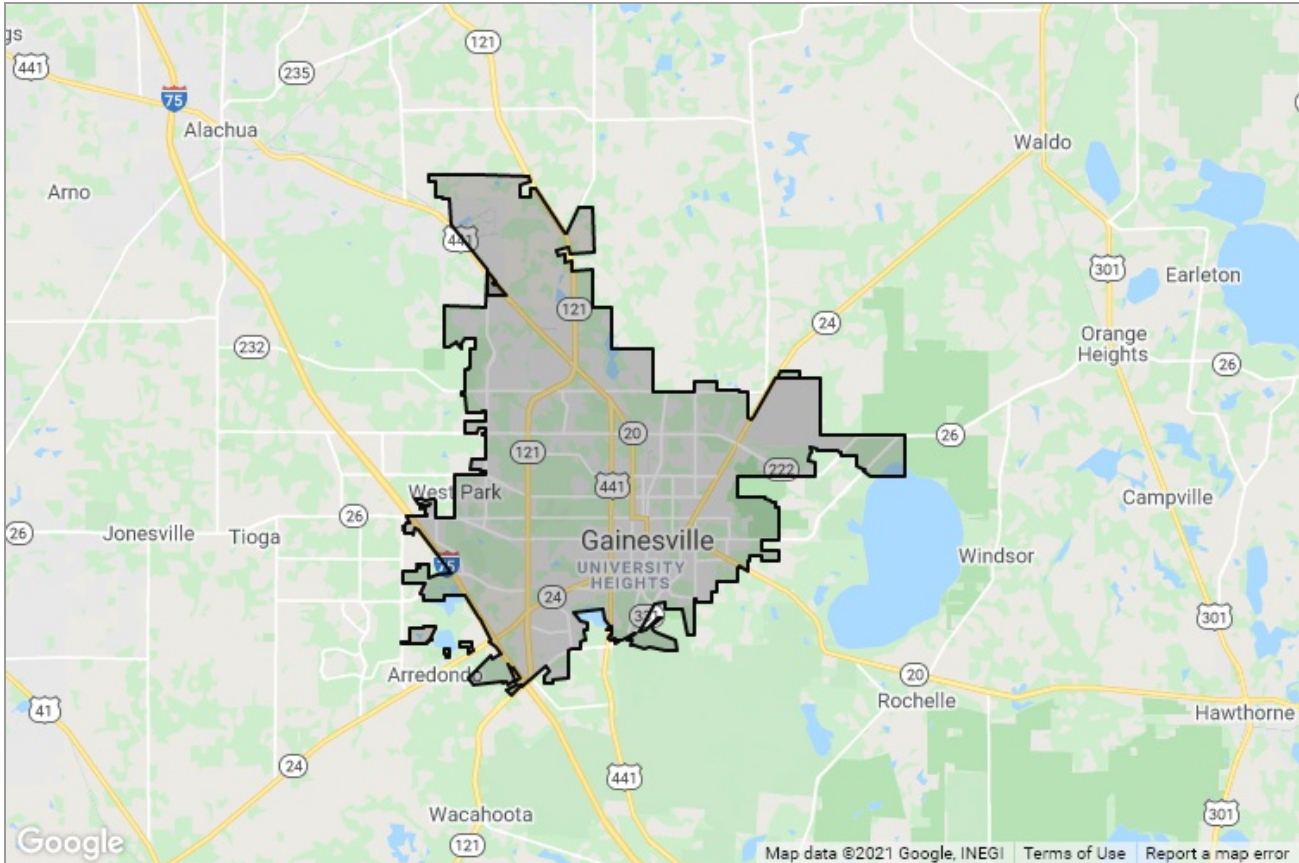 gs
121
441
235
75
Alachua
Waldo
Arno
441
301
Earleton
121
24
Orange
Heights
232
26
20
26
121
222
441
West Park
Campville
26
26
Jonesville
Tioga
Gainesville
Windsor
75
UNIVERSITY
HEIGHTS
24
331
301
Arredondo
20
Rochelle
41
Hawthorne
24
441
Wacahoota
301
121
Google
Map data ©2021 Google, INEGI
Terms of Use
Report a map error